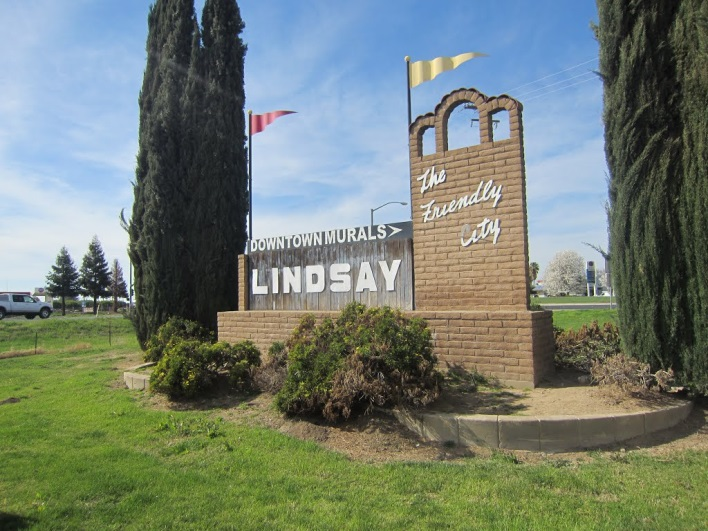 DOWNTOWN MURALS >
LINDSAY
The
Friendly
City